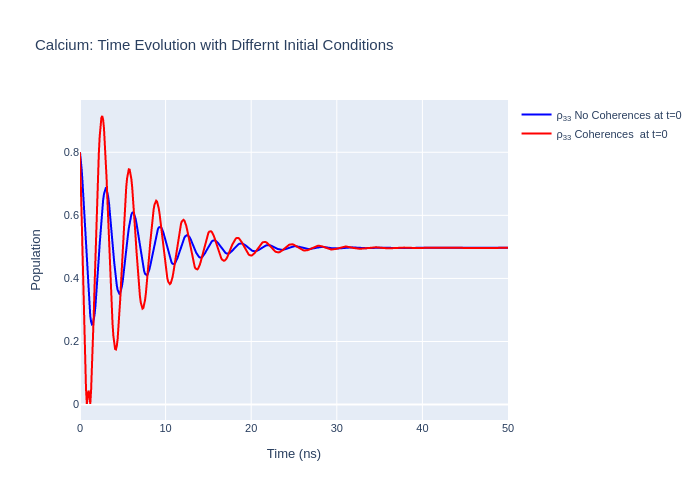 Calcium: Time Evolution with Differnt Initial Conditions
ρ₃₃ No Coherences at t=0
ρ₃₃ Coherences  at t=0
Population
0.8
0.6
0.4
0.2
0
0 10 20 30 40 50
Time (ns)